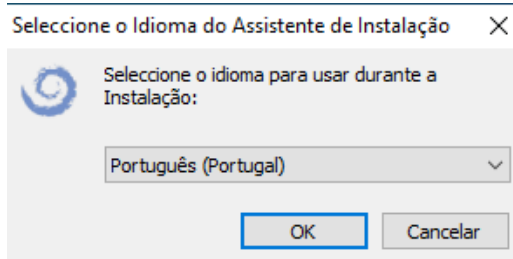 Seleccione o Idioma do Assistente de Instalação
Seleccione o idioma para usar durante a
Instalação:
Português (Portugal)
OK
Cancelar